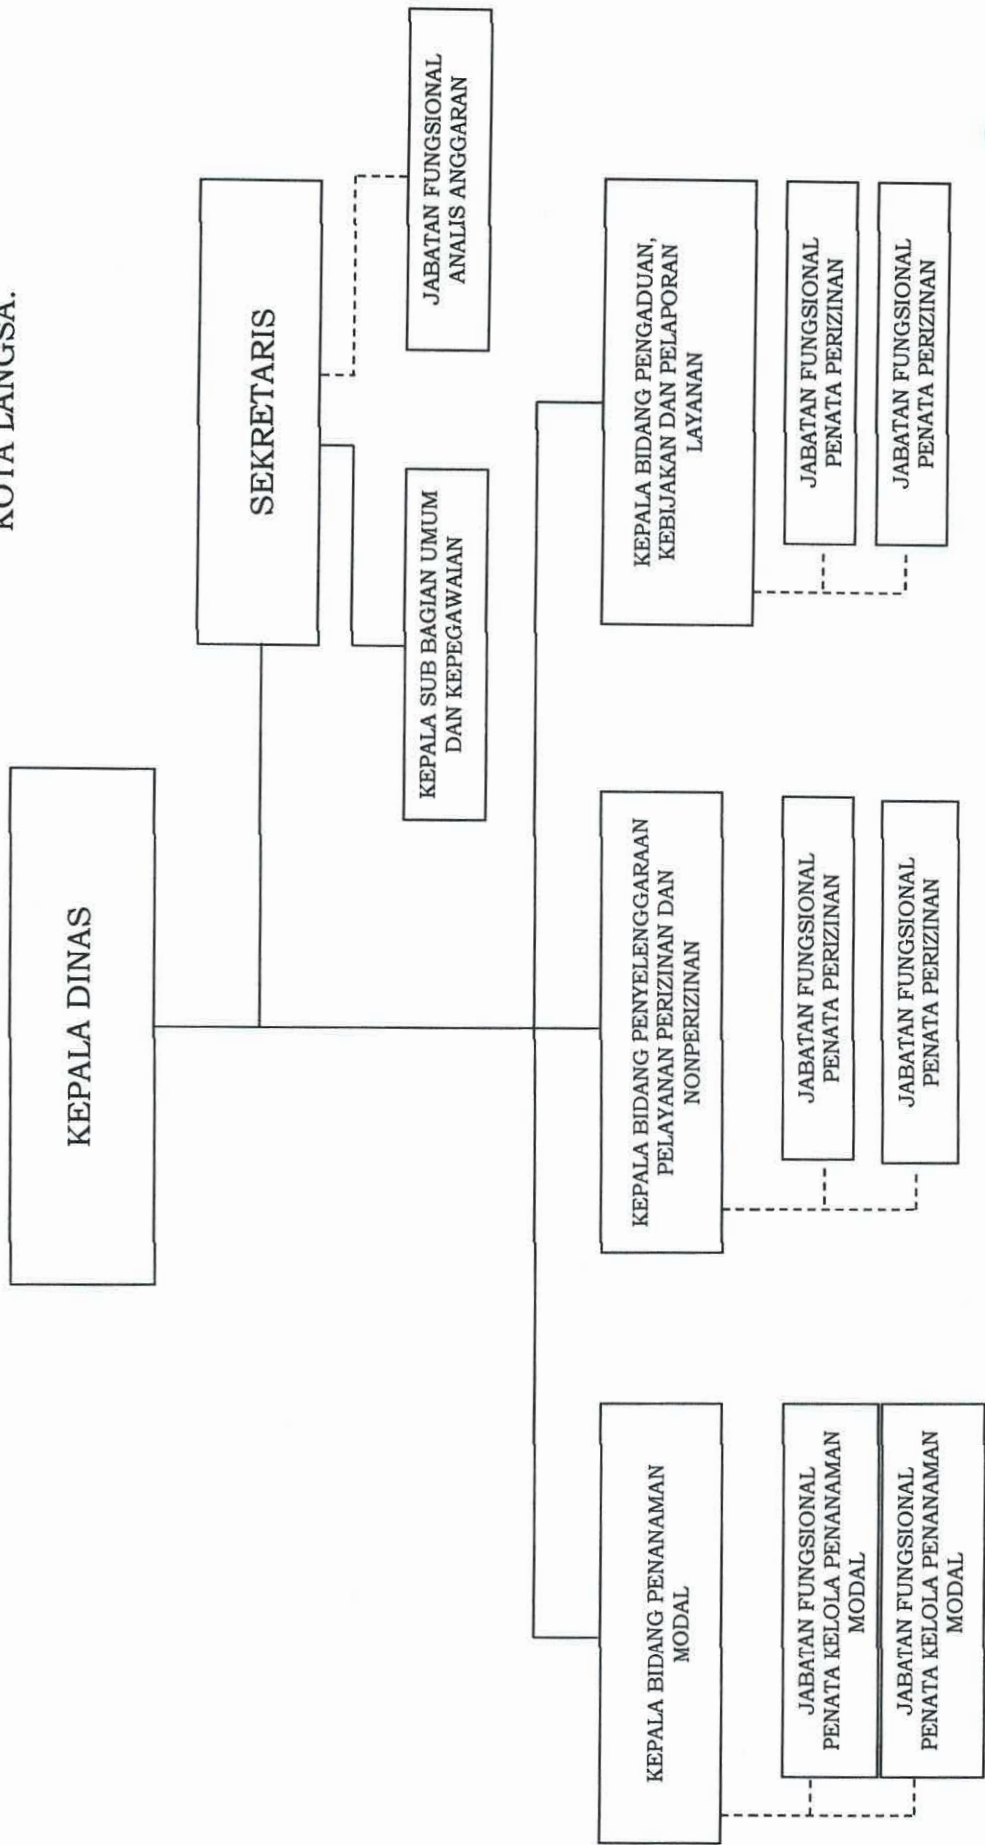 KOTA LANGSA.
KEPALA DINAS
SEKRETARIS
KEPALA SUB BAGIAN UMUM
DAN KEPEGAWAIAN
JABATAN FUNGSIONAL
ANALIS ANGGARAN
KEPALA BIDANG PENANAMAN
MODAL
JABATAN FUNGSIONAL
PENATA KELOLA PENANAMAN
MODAL
JABATAN FUNGSIONAL
PENATA KELOLA PENANAMAN
MODAL
KEPALA BIDANG PENYELENGGARAAN
PELAYANAN PERIZINAN DAN
NONPERIZINAN
JABATAN FUNGSIONAL
PENATA PERIZINAN
JABATAN FUNGSIONAL
PENATA PERIZINAN
KEPALA BIDANG PENGADUAN,
KEBIJAKAN DAN PELAPORAN
LAYANAN
JABATAN FUNGSIONAL
PENATA PERIZINAN
JABATAN FUNGSIONAL
PENATA PERIZINAN